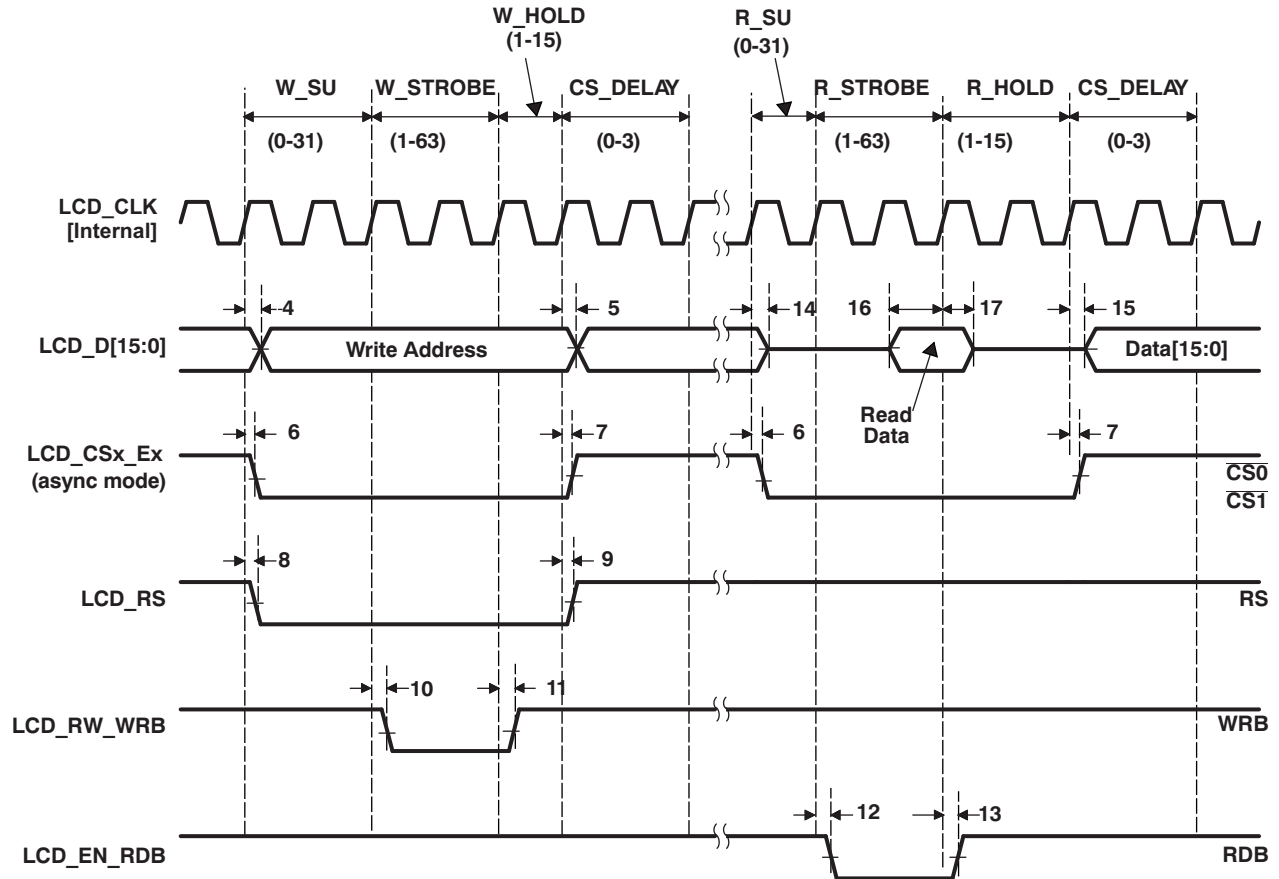 W_HOLD
(1-15)
R_SU
(0-31)
W_SU W_STROBE CS_DELAY R_STROBE R_HOLD CS_DELAY
(0-31) (1-63) (0-3) (1-63) (1-15) (0-3)
LCD_CLK
[Internal]
4 5 14 16 17 15
LCD_D[15:0] Write Address Data[15:0]
Read
Data
6 7 6 7
LCD_CSx_Ex
(async mode)
CS0
CS1
8 9
LCD_RS RS
10 11
LCD_RW_WRB WRB
12 13
LCD_EN_RDB RDB